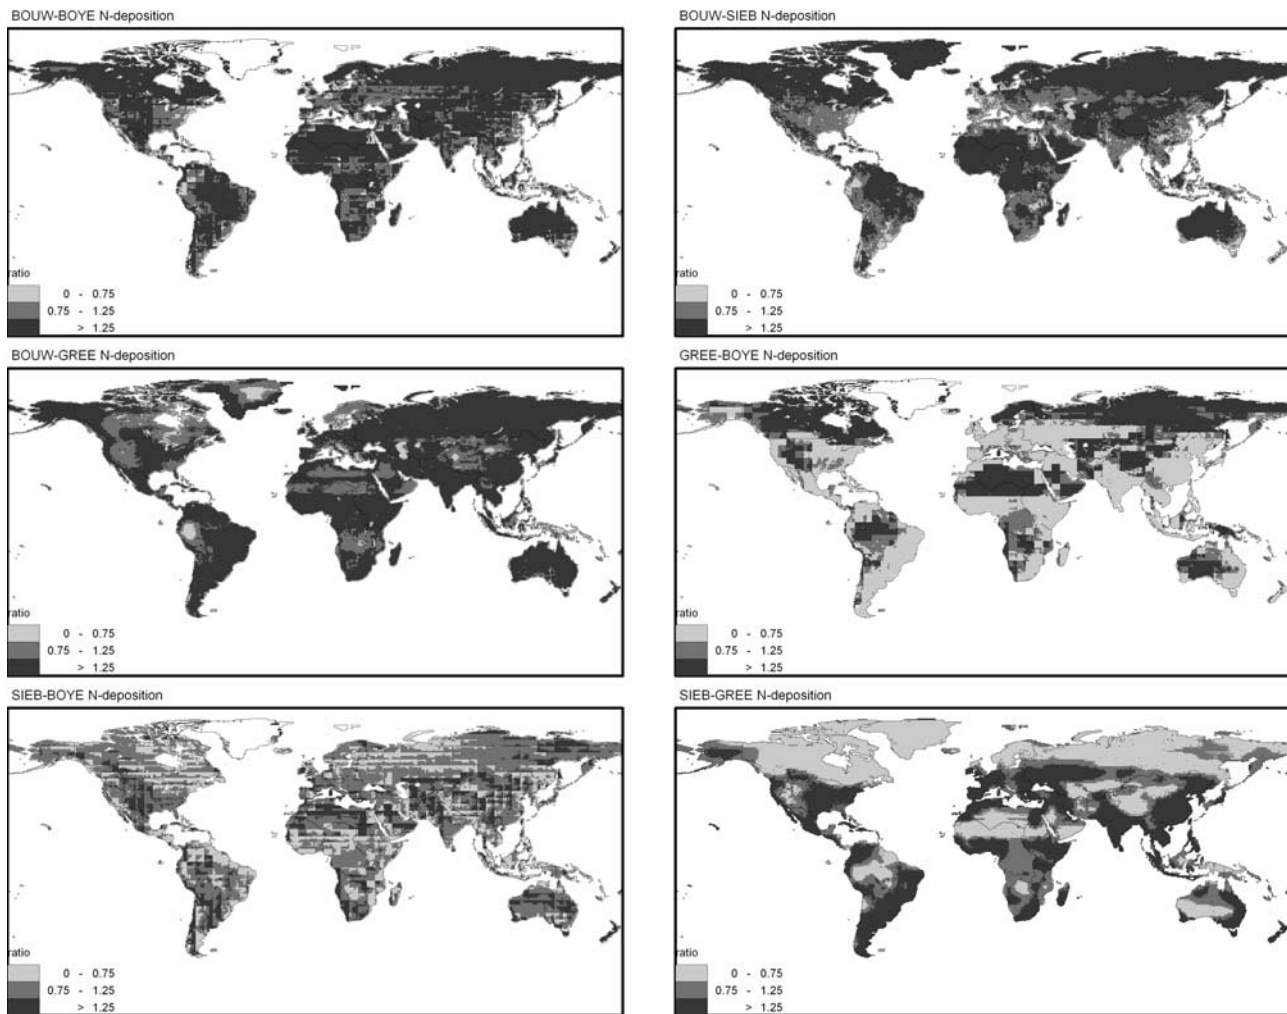 BOUW-BOYE N-deposition
ratio
0 - 0.75
0.75 - 1.25
> 1.25
BOUW-SIEB N-deposition
ratio
0 - 0.75
0.75 - 1.25
> 1.25
BOUW-GREE N-deposition
ratio
0 - 0.75
0.75 - 1.25
> 1.25
GREE-BOYE N-deposition
ratio
0 - 0.75
0.75 - 1.25
> 1.25
SIEB-BOYE N-deposition
ratio
0 - 0.75
0.75 - 1.25
> 1.25
SIEB-GREE N-deposition
ratio
0 - 0.75
0.75 - 1.25
> 1.25